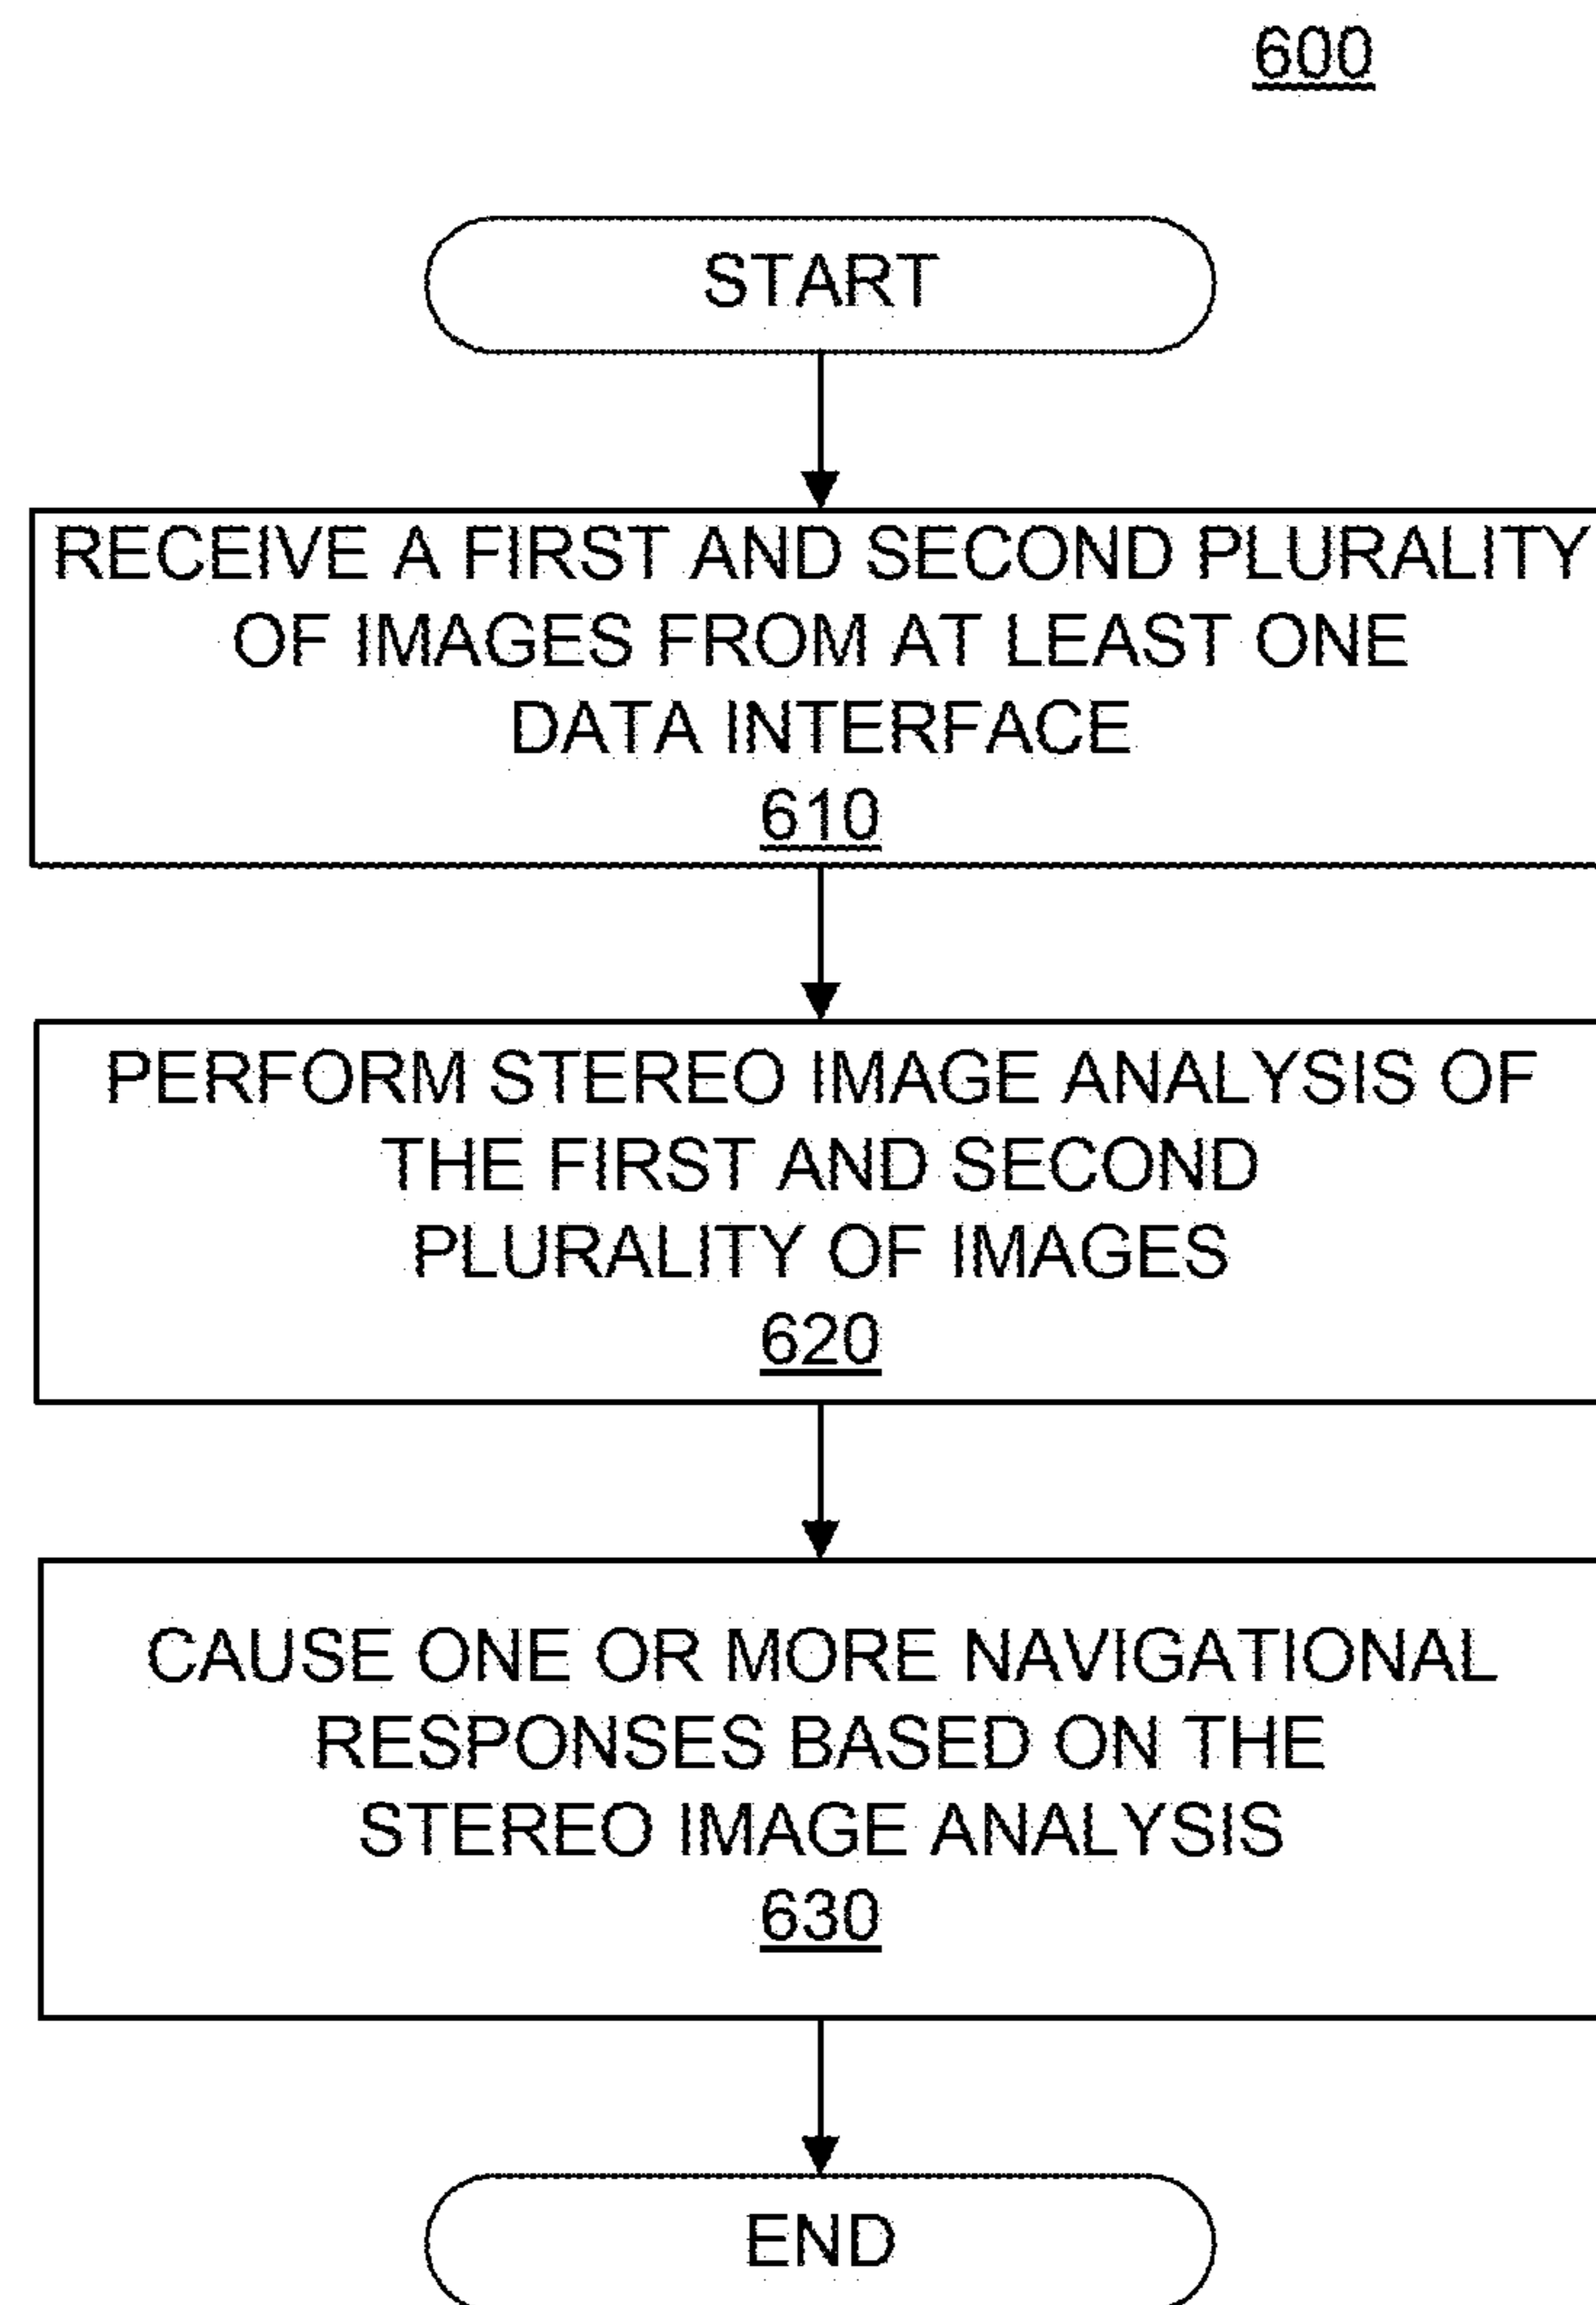 600
START
RECEIVE A FIRST AND SECOND PLURALITY
OF IMAGES FROM AT LEAST ONE
DATA INTERFACE
610
PERFORM STEREO IMAGE ANALYSIS OF
THE FIRST AND SECOND
PLURALITY OF IMAGES
620
CAUSE ONE OR MORE NAVIGATIONAL
RESPONSES BASED ON THE
STEREO IMAGE ANALYSIS
630
END